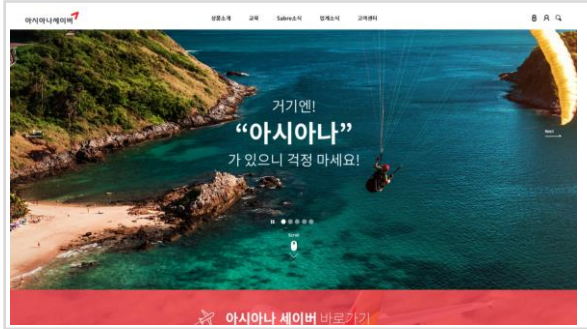 아시아나세이버
상품소개 교육 Sabre소식 업계소식 고객센터
거기엔!
“아시아나”
가 있으니 걱정 마세요!
Next
Scroll
아시아나 세이버 바로가기